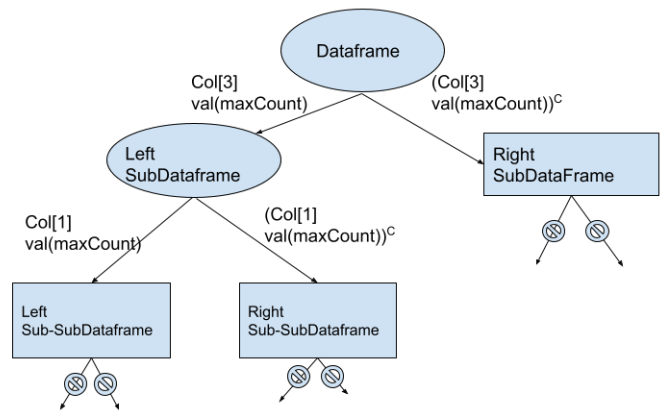 Dataframe
Col[3]
val(maxCount)
(Col[3]
val(maxCount))ᶜ
Left
SubDataframe
Right
SubDataFrame
Col[1]
val(maxCount)
(Col[1]
val(maxCount))ᶜ
Left
Sub-SubDataframe
Right
Sub-SubDataframe